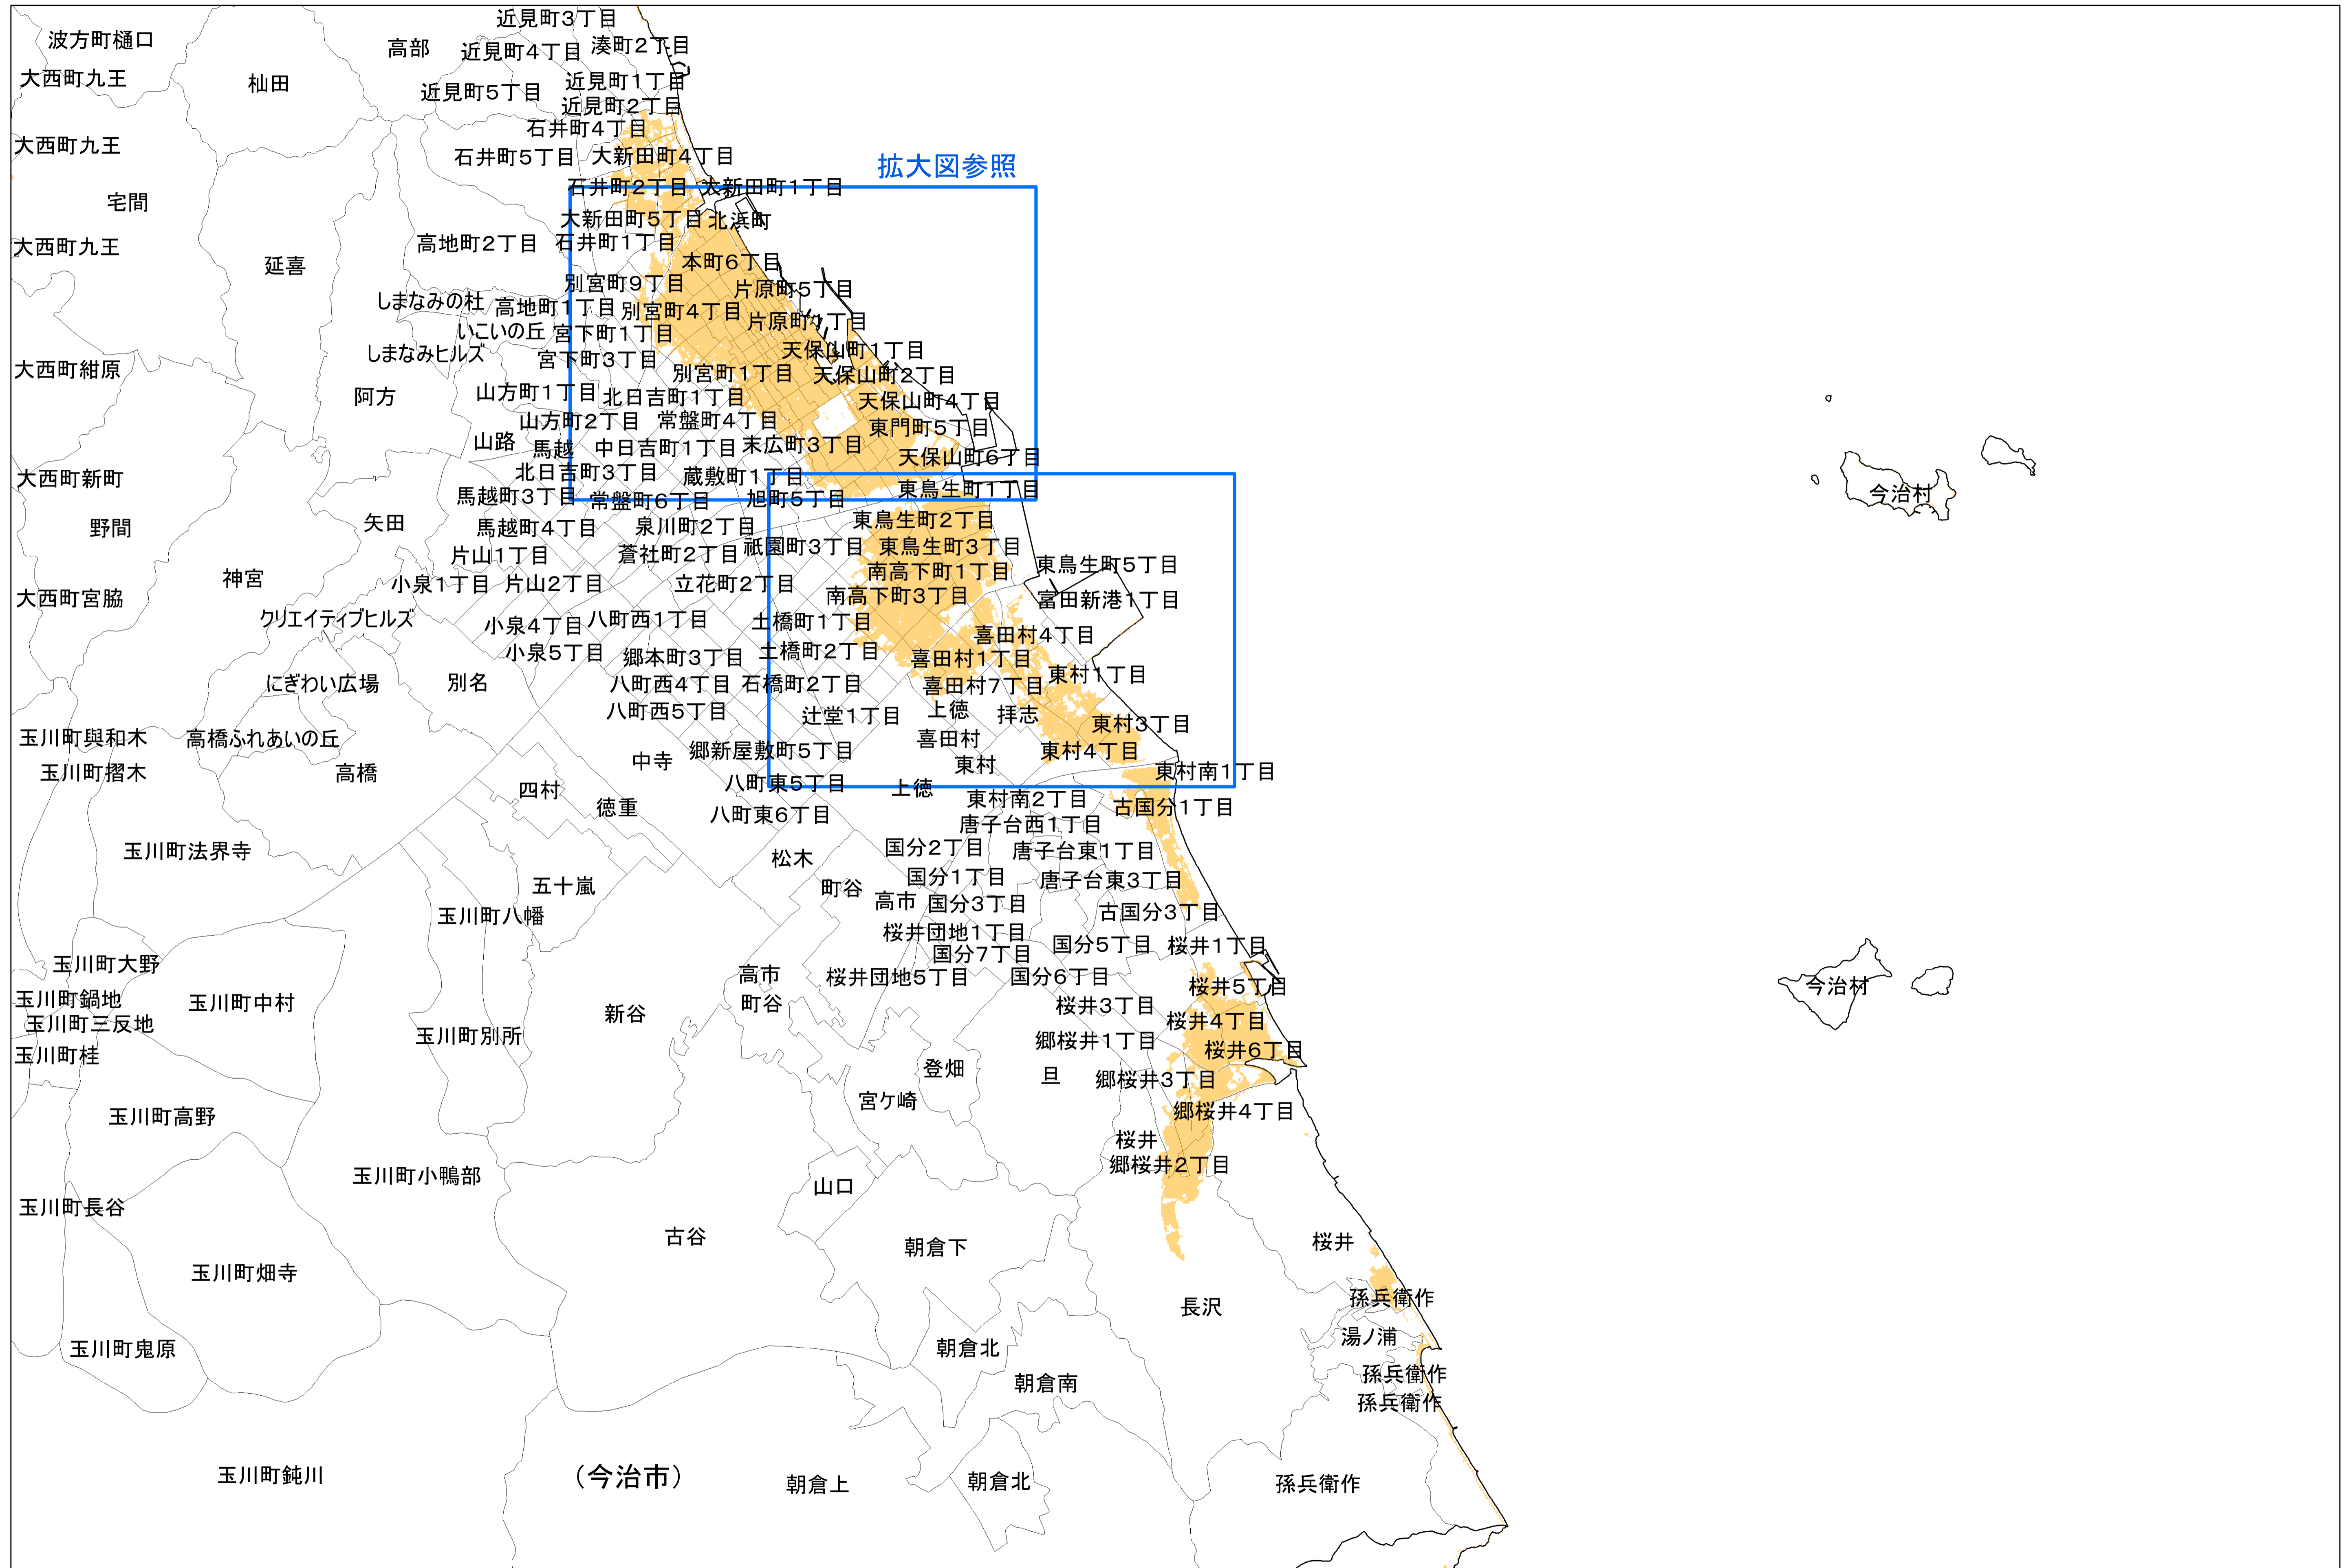 近見町3丁目
波方町樋口
高部
近見町4丁目
湊町2丁目
大西町九王
杣田
近見町1丁目
近見町5丁目
近見町2丁目
石井町4丁目
大西町九王
石井町5丁目
大新田町4丁目
拡大図参照
石井町2丁目
大新田町1丁目
宅間
大新田町5丁目
北浜町
大西町九王
高地町2丁目
石井町1丁目
延喜
本町6丁目
別宮町9丁目
片原町5丁目
しまなみの杜
高地町1丁目
別宮町4丁目
片原町1丁目
いこいの丘
宮下町1丁目
しまなみヒルズ
宮下町3丁目
天保山町1丁目
大西町紺原
別宮町1丁目
天保山町2丁目
阿方
山方町1丁目
北日吉町1丁目
天保山町4丁目
山方町2丁目
常盤町4丁目
東門町5丁目
山路
馬越
中日吉町1丁目
末広町3丁目
天保山町6丁目
大西町新町
北日吉町3丁目
蔵敷町1丁目
馬越町3丁目
常盤町6丁目
旭町5丁目
東鳥生町1丁目
今治村
野間
矢田
馬越町4丁目
泉川町2丁目
東鳥生町2丁目
片山1丁目
蒼社町2丁目
祇園町3丁目
東鳥生町3丁目
東鳥生町5丁目
神宮
小泉1丁目
片山2丁目
立花町2丁目
南高下町1丁目
大西町宮脇
南高下町3丁目
富田新港1丁目
クリエイティブヒルズ
小泉4丁目
八町西1丁目
土橋町1丁目
喜田村4丁目
小泉5丁目
郷本町3丁目
土橋町2丁目
喜田村1丁目
東村1丁目
にぎわい広場
別名
八町西4丁目
石橋町2丁目
喜田村7丁目
八町西5丁目
辻堂1丁目
上徳
拝志
東村3丁目
玉川町與和木
高橋ふれあいの丘
喜田村
郷新屋敷町5丁目
東村4丁目
玉川町摺木
高橋
中寺
東村
東村南1丁目
四村
八町東5丁目
上徳
徳重
東村南2丁目
古国分1丁目
八町東6丁目
唐子台西1丁目
玉川町法界寺
松木
国分2丁目
唐子台東1丁目
五十嵐
町谷
国分1丁目
唐子台東3丁目
玉川町八幡
高市
国分3丁目
古国分3丁目
桜井団地1丁目
国分5丁目
桜井1丁目
玉川町大野
国分7丁目
高市
桜井団地5丁目
国分6丁目
桜井5丁目
今治村
玉川町鍋地
玉川町中村
町谷
桜井3丁目
玉川町三反地
新谷
桜井4丁目
玉川町別所
郷桜井1丁目
玉川町桂
桜井6丁目
登畑
旦
郷桜井3丁目
玉川町高野
宮ケ崎
郷桜井4丁目
桜井
郷桜井2丁目
玉川町小鴨部
山口
玉川町長谷
古谷
朝倉下
桜井
玉川町畑寺
長沢
孫兵衛作
玉川町鬼原
朝倉北
湯ノ浦
朝倉南
孫兵衛作
孫兵衛作
玉川町鈍川
（今治市）
朝倉上
朝倉北
孫兵衛作